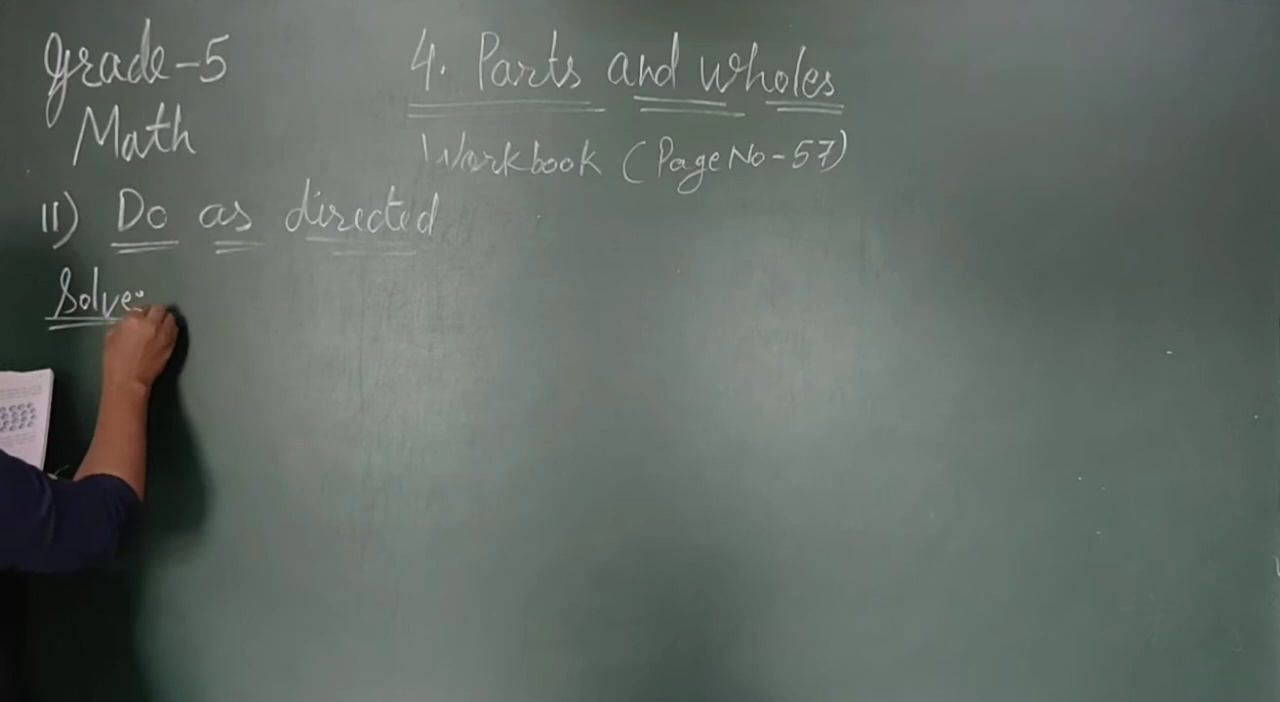 Grade-5
4. Parts and wholes
Math
Workbook (Page No-57)
11) Do as directed
Solve: